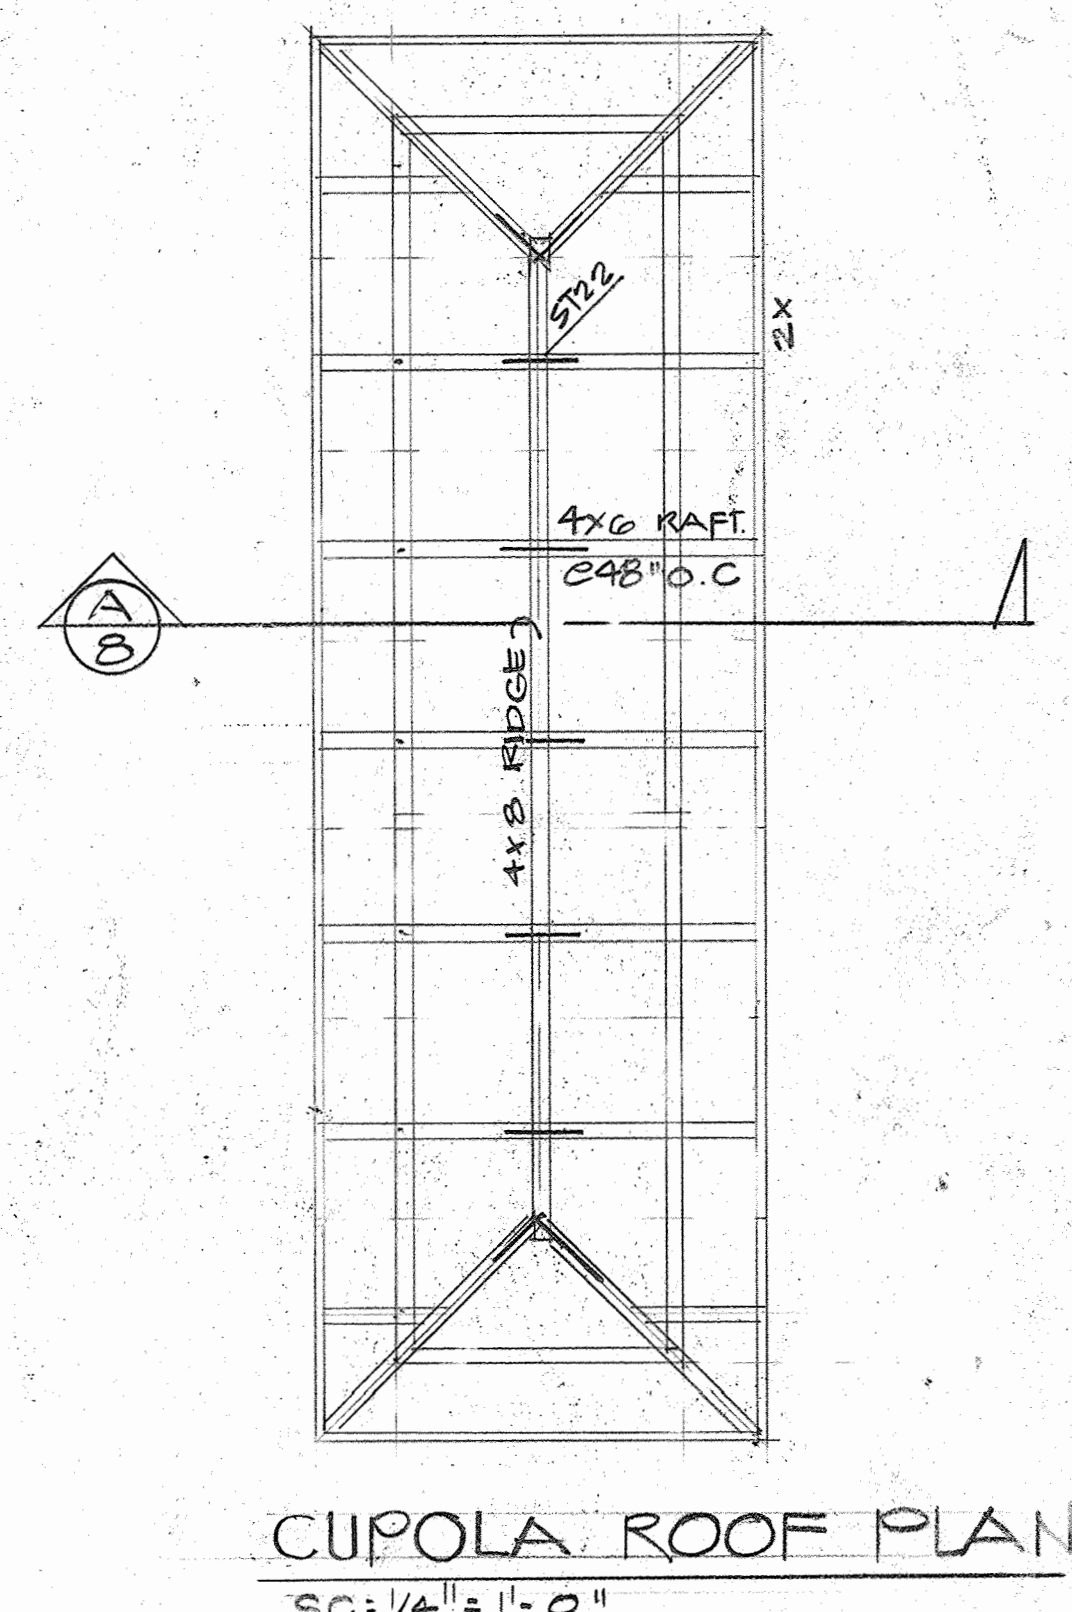 ST22
2X
4X6 RAFT.
@48" O.C
A
8
4X8 RIDGE
CUPOLA ROOF PLAN
SC: 1/4" = 1'-0"